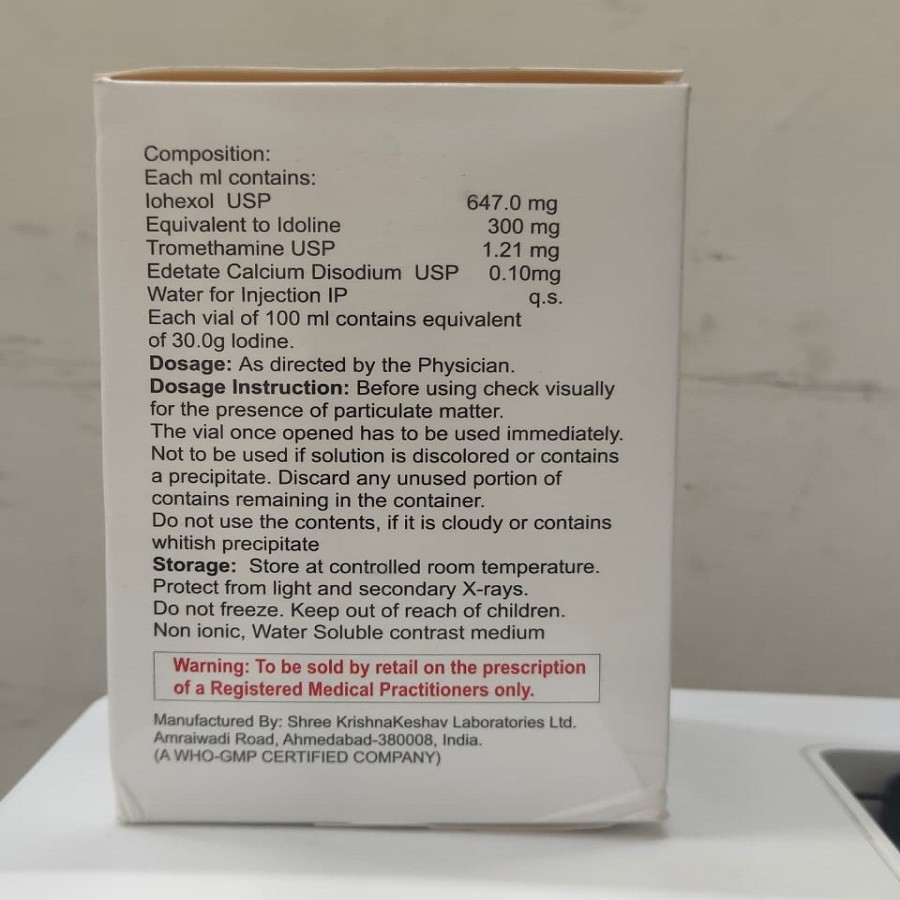 Composition:
Each ml contains:
Iohexol USP 647.0 mg
Equivalent to Idoline 300 mg
Tromethamine USP 1.21 mg
Edetate Calcium Disodium USP 0.10mg
Water for Injection IP q.s.
Each vial of 100 ml contains equivalent
of 30.0g Iodine.
Dosage: As directed by the Physician.
Dosage Instruction: Before using check visually
for the presence of particulate matter.
The vial once opened has to be used immediately.
Not to be used if solution is discolored or contains
a precipitate. Discard any unused portion of
contains remaining in the container.
Do not use the contents, if it is cloudy or contains
whitish precipitate
Storage: Store at controlled room temperature.
Protect from light and secondary X-rays.
Do not freeze. Keep out of reach of children.
Non ionic, Water Soluble contrast medium
Warning: To be sold by retail on the prescription
of a Registered Medical Practitioners only.
Manufactured By: Shree KrishnaKeshav Laboratories Ltd.
Amraiwadi Road, Ahmedabad-380008, India.
(A WHO-GMP CERTIFIED COMPANY)